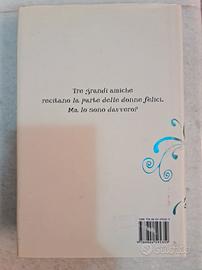 Tre grandi amiche
recitano la parte delle donne felici.
Ma lo sono davvero?